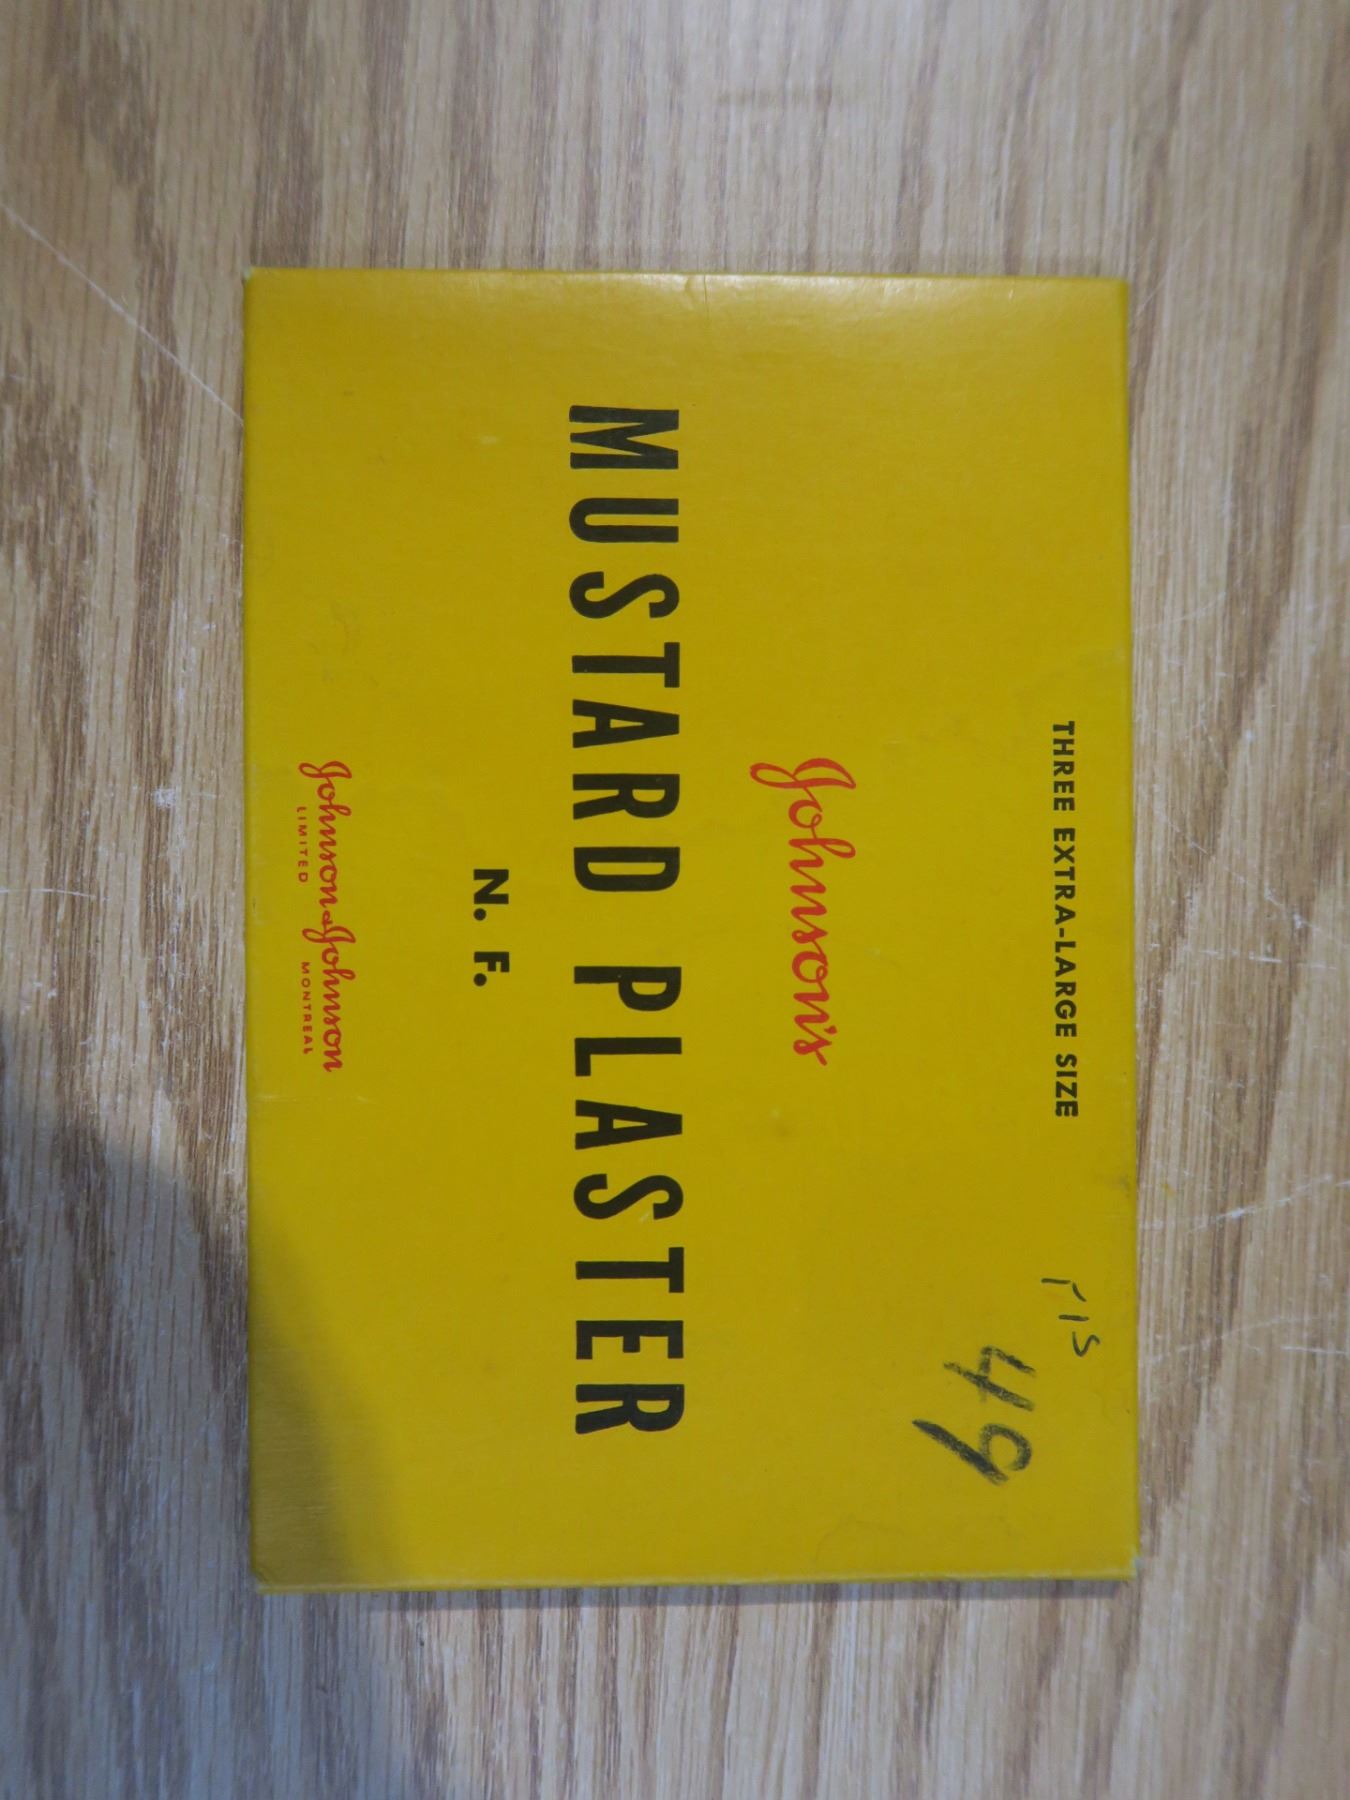 THREE EXTRA-LARGE SIZE
49
Johnson's
MUSTARD PLASTER
N. F.
Johnson & Johnson
LIMITED MONTREAL